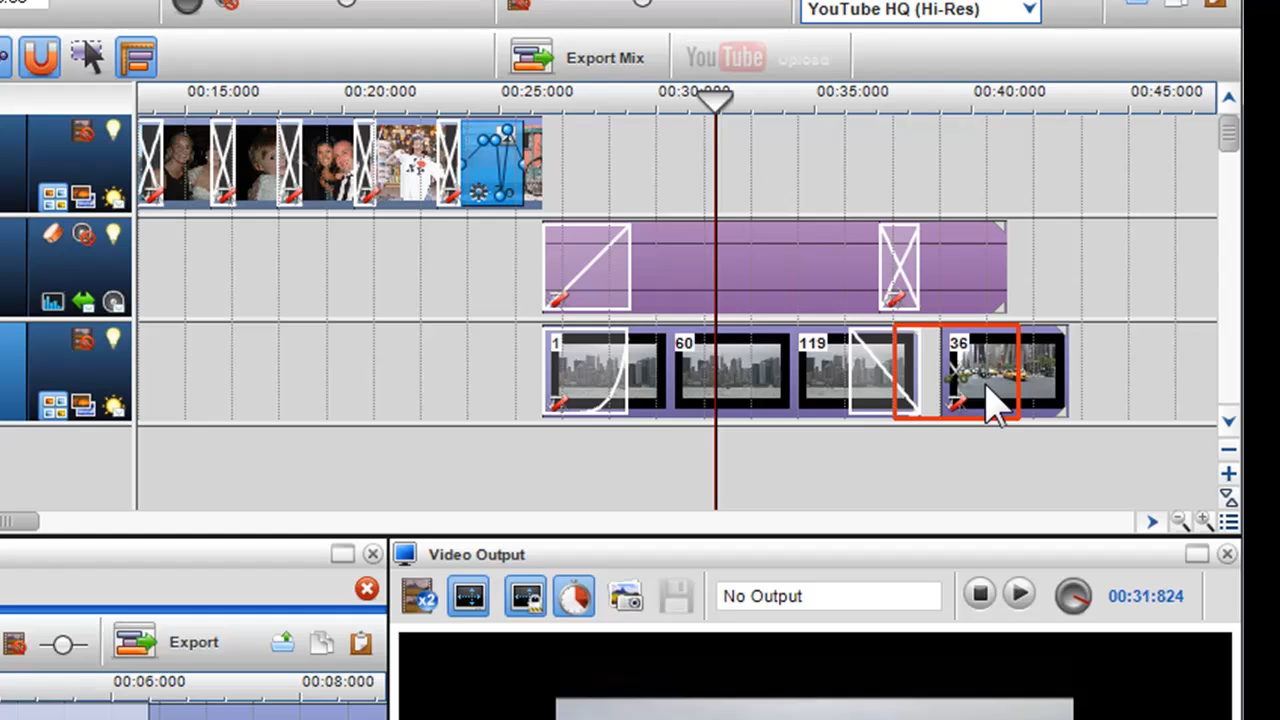 YouTube HQ (Hi-Res)
Export Mix
YouTube Upload
00:15:000 00:20:000 00:25:000 00:30:000 00:35:000 00:40:000 00:45:000
1 60 119 36
Video Output
x2
No Output
00:31:824
Export
00:06:000 00:08:000